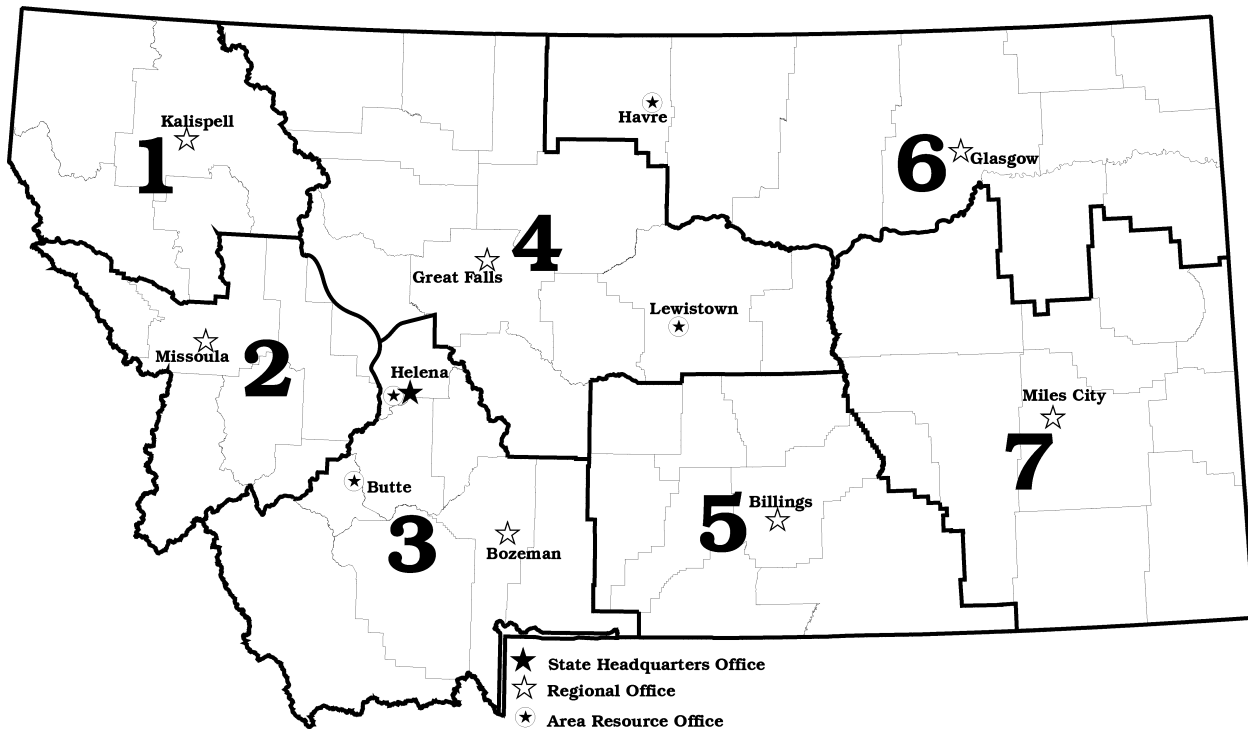 Kalispell
1
Havre
6
Glasgow
4
Great Falls
Lewistown
Missoula
2
Helena
Miles City
7
Butte
3
Bozeman
5
Billings
State Headquarters Office
Regional Office
Area Resource Office